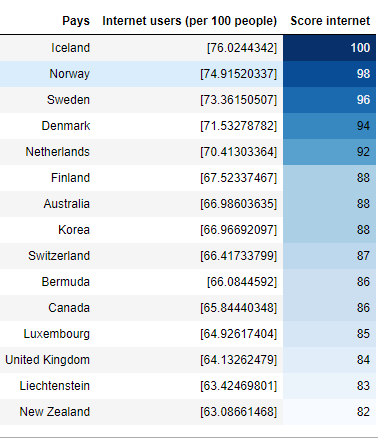 Pays Internet users (per 100 people) Score internet
Iceland [76.0244342] 100
Norway [74.91520337] 98
Sweden [73.36150507] 96
Denmark [71.53278782] 94
Netherlands [70.41303364] 92
Finland [67.52337467] 88
Australia [66.98603635] 88
Korea [66.96692097] 88
Switzerland [66.41733799] 87
Bermuda [66.0844592] 86
Canada [65.84440348] 86
Luxembourg [64.92617404] 85
United Kingdom [64.13262479] 84
Liechtenstein [63.42469801] 83
New Zealand [63.08661468] 82